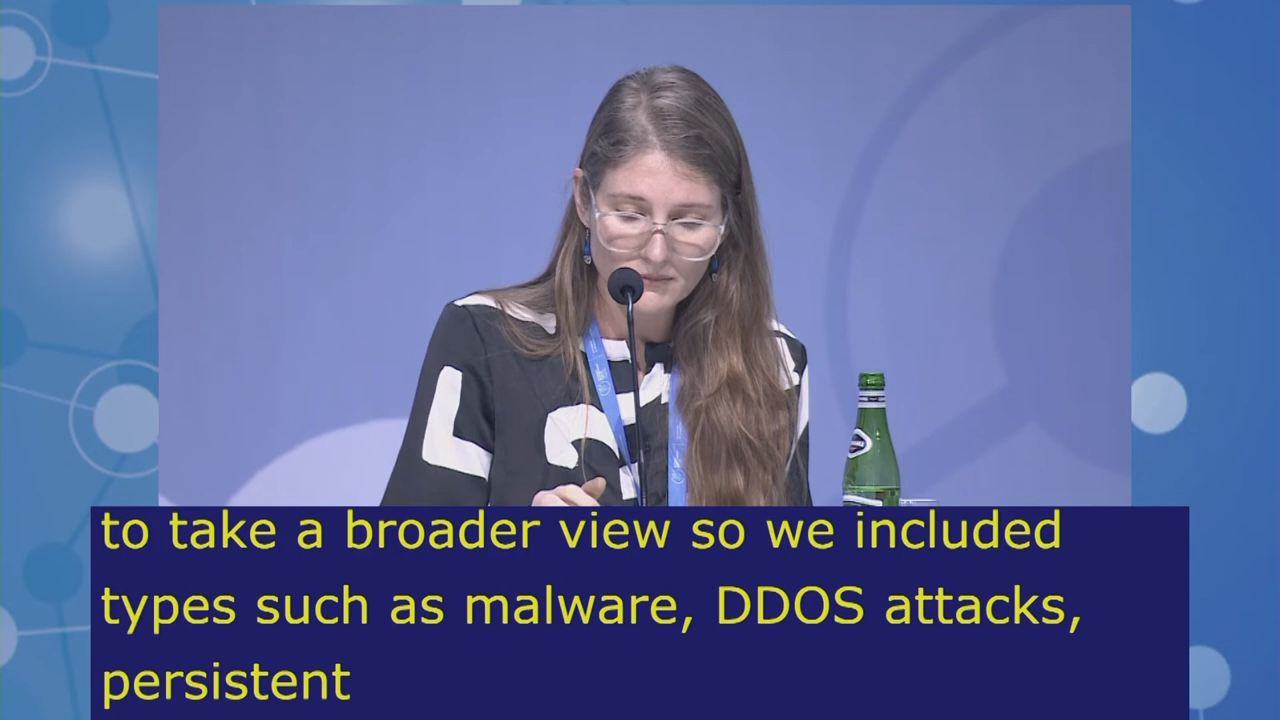 to take a broader view so we included
types such as malware, DDOS attacks,
persistent